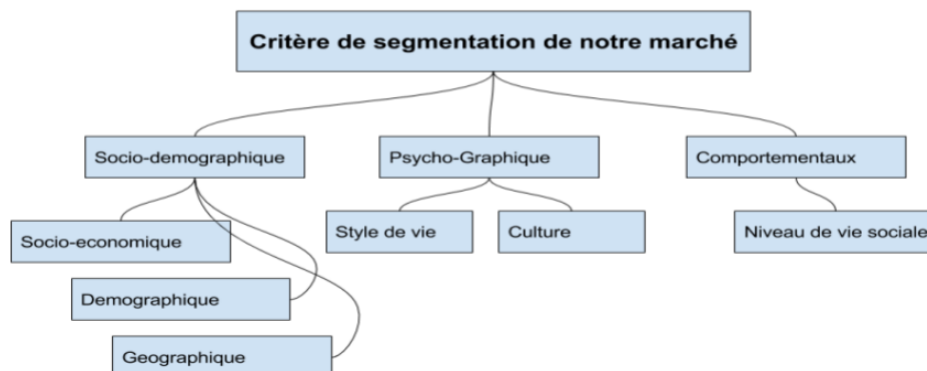 Critère de segmentation de notre marché
Socio-demographique
Psycho-Graphique
Comportementaux
Socio-economique
Style de vie
Culture
Niveau de vie sociale
Demographique
Geographique